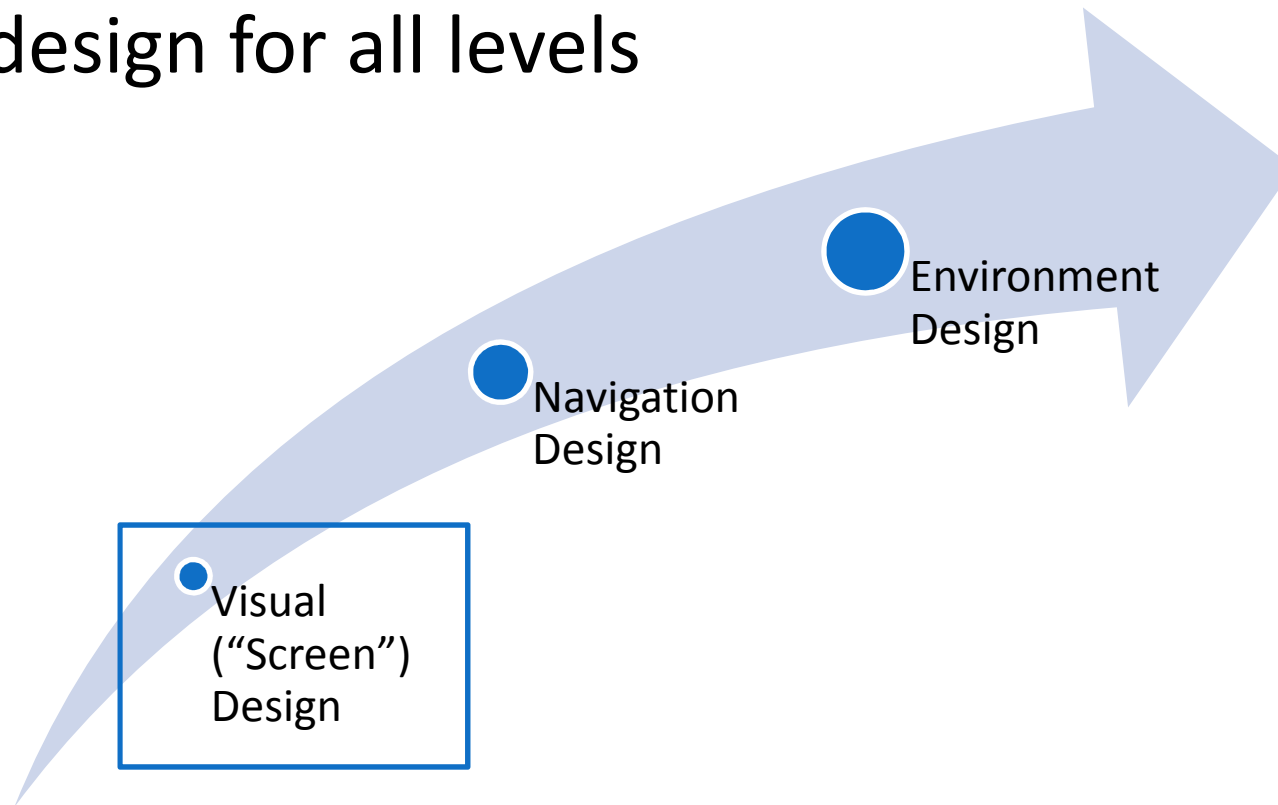 design for all levels
Environment
Design
Navigation
Design
Visual
(“Screen”)
Design